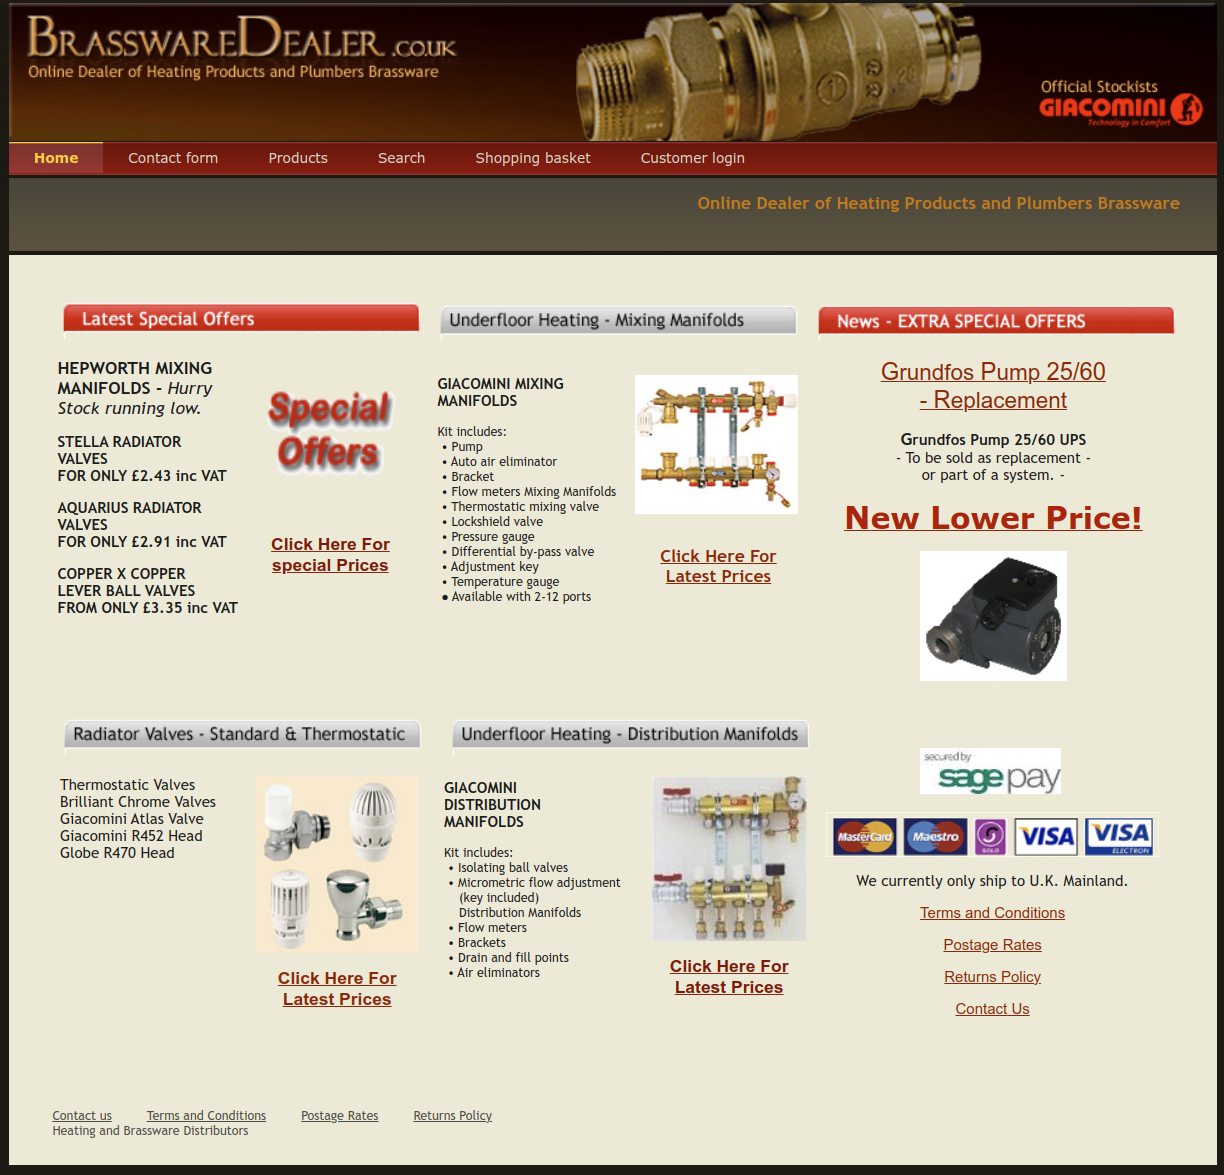 BRASSWAREDEALER.CO.UK
Online Dealer of Heating Products and Plumbers Brassware
Official Stockists
GIACOMINI
Technology in Comfort
Home
Contact form
Products
Search
Shopping basket
Customer login
Online Dealer of Heating Products and Plumbers Brassware
Latest Special Offers
HEPWORTH MIXING
MANIFOLDS - Hurry
Stock running low.
STELLA RADIATOR
VALVES
FOR ONLY £2.43 inc VAT
AQUARIUS RADIATOR
VALVES
FOR ONLY £2.91 inc VAT
COPPER X COPPER
LEVER BALL VALVES
FROM ONLY £3.35 inc VAT
Special
Offers
Click Here For
special Prices
Underfloor Heating - Mixing Manifolds
GIACOMINI MIXING
MANIFOLDS
Kit includes:
• Pump
• Auto air eliminator
• Bracket
• Flow meters Mixing Manifolds
• Thermostatic mixing valve
• Lockshield valve
• Pressure gauge
• Differential by-pass valve
• Adjustment key
• Temperature gauge
● Available with 2-12 ports
Click Here For
Latest Prices
News - EXTRA SPECIAL OFFERS
Grundfos Pump 25/60
- Replacement
Grundfos Pump 25/60 UPS
- To be sold as replacement -
or part of a system. -
New Lower Price!
Radiator Valves - Standard & Thermostatic
Thermostatic Valves
Brilliant Chrome Valves
Giacomini Atlas Valve
Giacomini R452 Head
Globe R470 Head
Click Here For
Latest Prices
Underfloor Heating - Distribution Manifolds
GIACOMINI
DISTRIBUTION
MANIFOLDS
Kit includes:
• Isolating ball valves
• Micrometric flow adjustment
(key included)
Distribution Manifolds
• Flow meters
• Brackets
• Drain and fill points
• Air eliminators
Click Here For
Latest Prices
secured by
sage pay
MasterCard
Maestro
SOLO
VISA
VISA
ELECTRON
We currently only ship to U.K. Mainland.
Terms and Conditions
Postage Rates
Returns Policy
Contact Us
Contact us
Terms and Conditions
Postage Rates
Returns Policy
Heating and Brassware Distributors